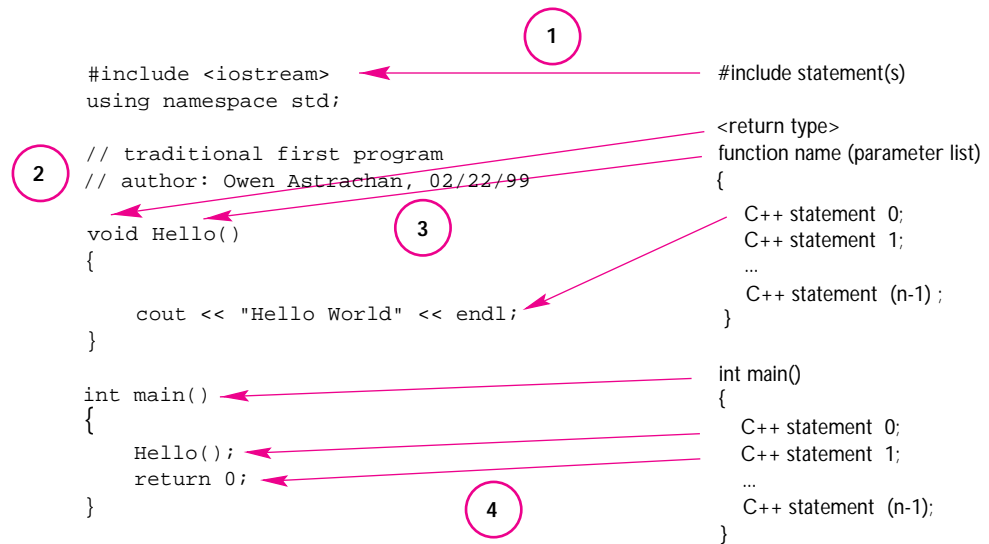 1
#include <iostream>
using namespace std;
// traditional first program
// author: Owen Astrachan, 02/22/99
2
3
void Hello()
{
cout << "Hello World" << endl;
}
int main()
{
Hello();
return 0;
}
4
#include statement(s)
<return type>
function name (parameter list)
{
C++ statement 0;
C++ statement 1;
...
C++ statement (n-1) ;
}
int main()
{
C++ statement 0;
C++ statement 1;
...
C++ statement (n-1);
}